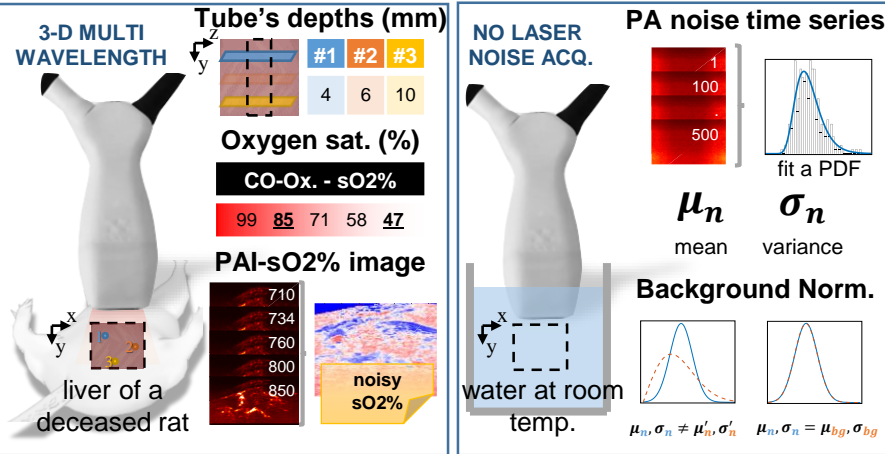 3-D MULTI
WAVELENGTH
Tube's depths (mm)
z
y
#1 #2 #3
4 6 10
Oxygen sat. (%)
CO-Ox. - sO2%
99 85 71 58 47
PAI-sO2% image
710
734
760
800
850
noisy
sO2%
x
y
1
2
3
liver of a
deceased rat
NO LASER
NOISE ACQ.
PA noise time series
1
100
.
500
.
fit a PDF
μn σn
mean variance
x
y
water at room
temp.
Background Norm.
μn, σn ≠ μ′n, σ′n
μn, σn = μbg, σbg